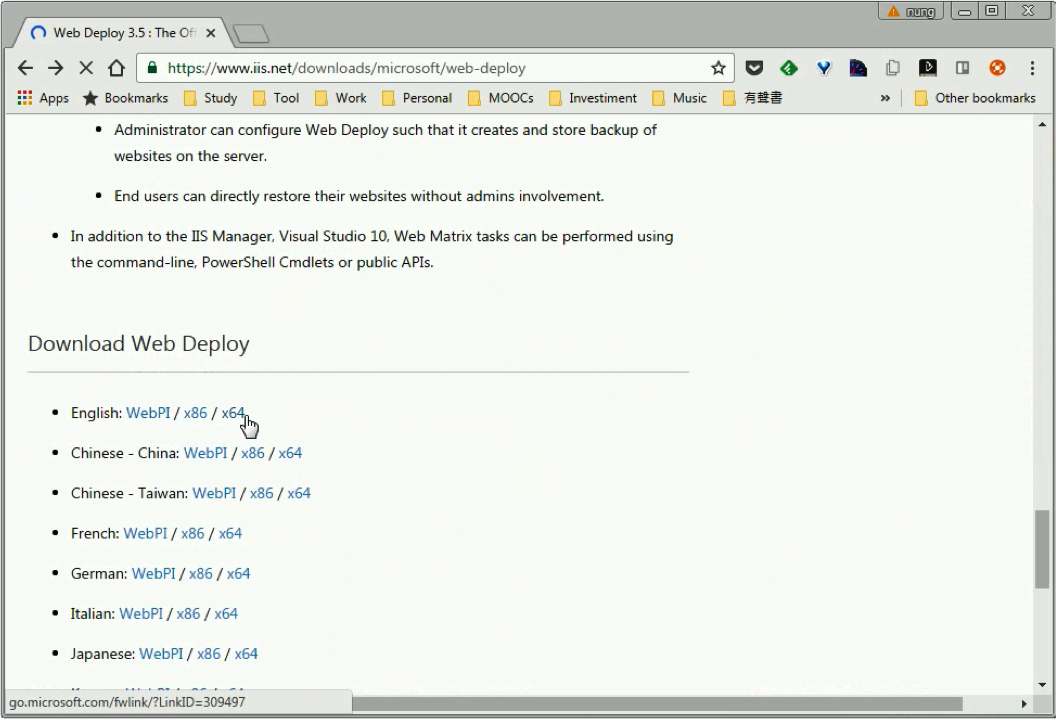 nung
Web Deploy 3.5 : The Of
https://www.iis.net/downloads/microsoft/web-deploy
Apps Bookmarks Study Tool Work Personal MOOCs Investiment Music 有聲書 » Other bookmarks
• Administrator can configure Web Deploy such that it creates and store backup of
websites on the server.
• End users can directly restore their websites without admins involvement.
• In addition to the IIS Manager, Visual Studio 10, Web Matrix tasks can be performed using
the command-line, PowerShell Cmdlets or public APIs.
Download Web Deploy
• English: WebPI / x86 / x64
• Chinese - China: WebPI / x86 / x64
• Chinese - Taiwan: WebPI / x86 / x64
• French: WebPI / x86 / x64
• German: WebPI / x86 / x64
• Italian: WebPI / x86 / x64
• Japanese: WebPI / x86 / x64
go.microsoft.com/fwlink/?LinkID=309497